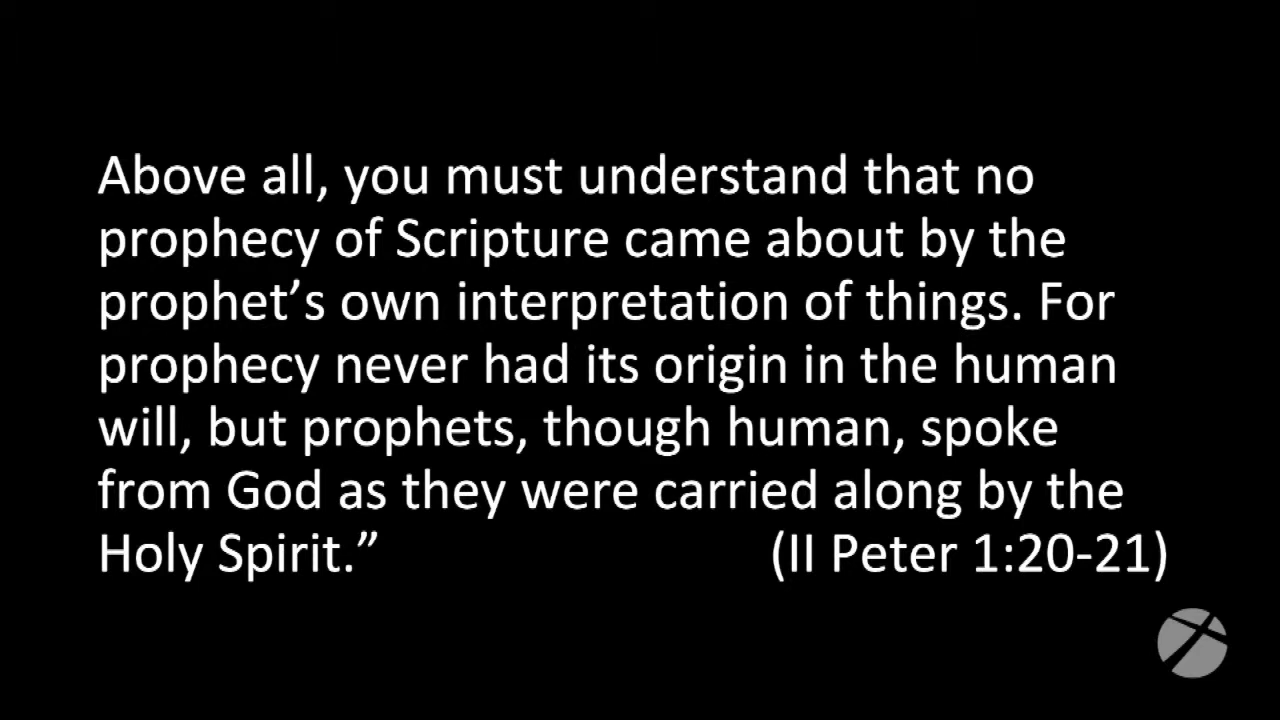 Above all, you must understand that no
prophecy of Scripture came about by the
prophet’s own interpretation of things. For
prophecy never had its origin in the human
will, but prophets, though human, spoke
from God as they were carried along by the
Holy Spirit.” (II Peter 1:20-21)